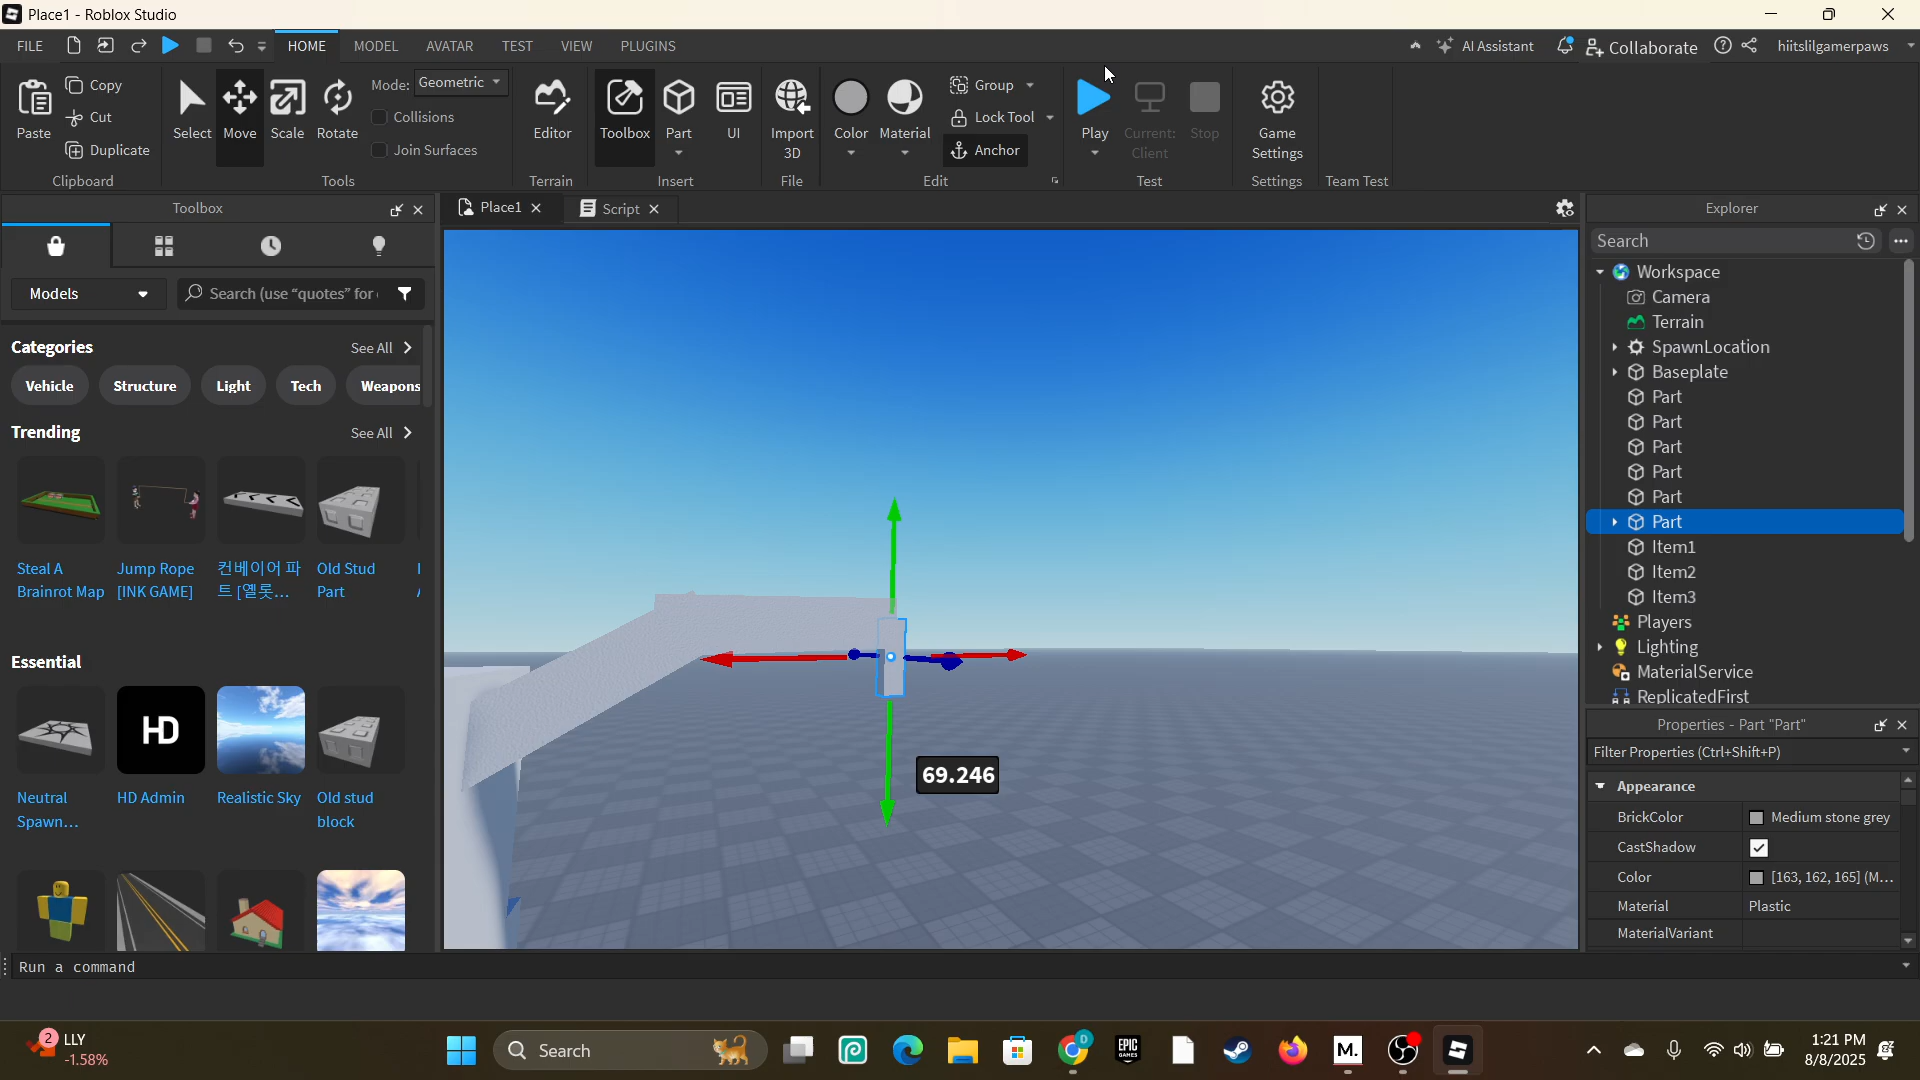 Place1 - Roblox Studio
FILE HOME MODEL AVATAR TEST VIEW PLUGINS AI Assistant Collaborate hiitslilgamerpaws
Paste
Copy
Cut
Duplicate
Clipboard
Select
Move
Scale
Rotate
Mode: Geometric
Collisions
Join Surfaces
Tools
Editor
Terrain
Toolbox
Part
UI
Insert
Import
3D
File
Color
Material
Group
Lock Tool
Anchor
Edit
Play
Current:
Client
Stop
Test
Game
Settings
Settings
Team Test
Toolbox
Models
Search (use “quotes” for
Categories
See All
Vehicle
Structure
Light
Tech
Weapons
Trending
See All
Steal A
Brainrot Map
Jump Rope
[INK GAME]
컨베이어 파
트 [옐롯...
Old Stud
Part
Essential
HD
Neutral
Spawn...
HD Admin
Realistic Sky
Old stud
block
Place1
Script
69.246
Explorer
Search
Workspace
Camera
Terrain
SpawnLocation
Baseplate
Part
Part
Part
Part
Part
Part
Item1
Item2
Item3
Players
Lighting
MaterialService
ReplicatedFirst
Properties - Part "Part"
Filter Properties (Ctrl+Shift+P)
Appearance
BrickColor Medium stone grey
CastShadow
Color [163, 162, 165] (M...
Material Plastic
MaterialVariant
Run a command
2
LLY
-1.58%
Search
D
EPIC
GAMES
M.
1:21 PM
8/8/2025